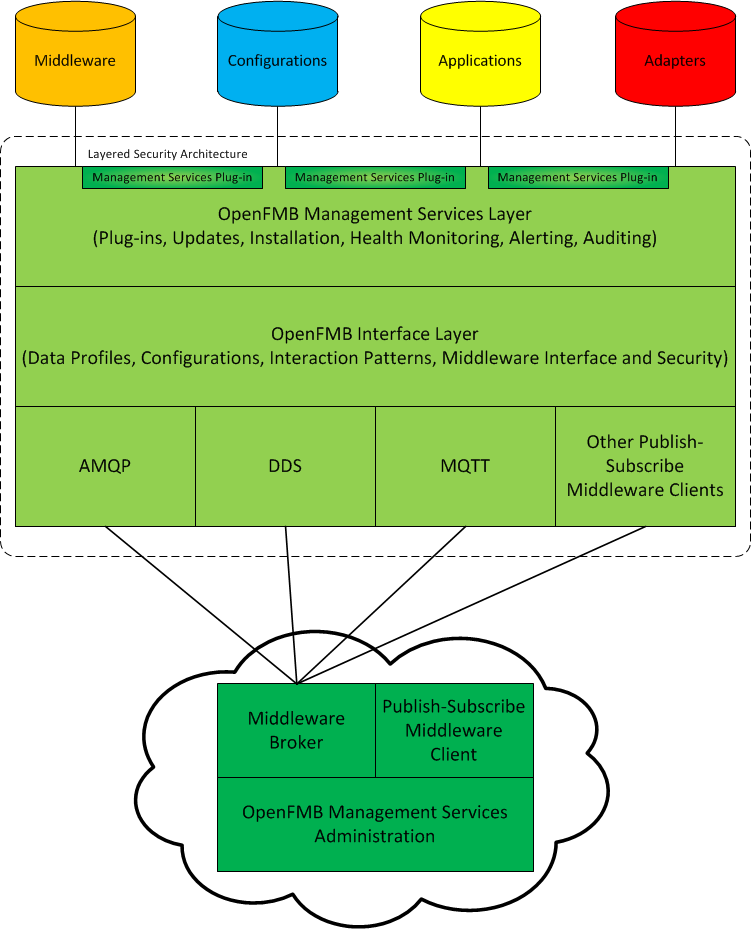 Middleware
Configurations
Applications
Adapters
Layered Security Architecture
Management Services Plug-in
Management Services Plug-in
Management Services Plug-in
OpenFMB Management Services Layer
(Plug-ins, Updates, Installation, Health Monitoring, Alerting, Auditing)
OpenFMB Interface Layer
(Data Profiles, Configurations, Interaction Patterns, Middleware Interface and Security)
AMQP
DDS
MQTT
Other Publish-
Subscribe
Middleware Clients
Middleware
Broker
Publish-Subscribe
Middleware
Client
OpenFMB Management Services
Administration